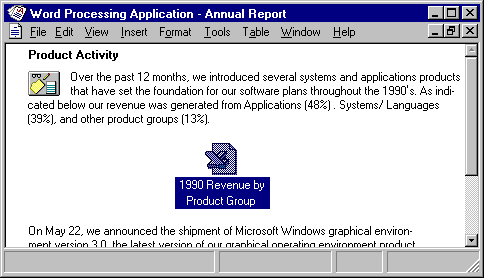 Word Processing Application - Annual Report
File Edit View Insert Format Tools Table Window Help
Product Activity
Over the past 12 months, we introduced several systems and applications products
that have set the foundation for our software plans throughout the 1990's. As indi-
cated below our revenue was generated from Applications (48%) . Systems/ Languages
(39%), and other product groups (13%).
1990 Revenue by
Product Group
On May 22, we announced the shipment of Microsoft Windows graphical environ-
ment version 3.0, the latest version of our graphical operating environment product